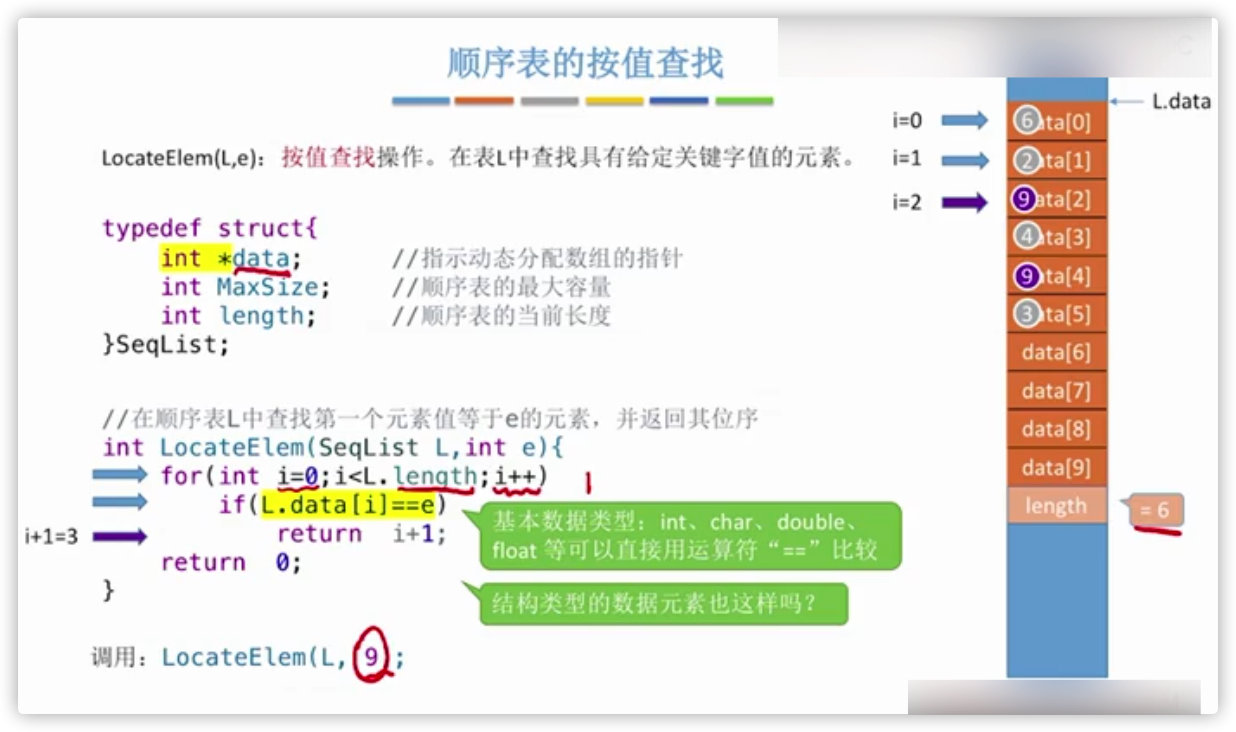 顺序表的按值查找
LocateElem(L,e)：按值查找操作。在表L中查找具有给定关键字值的元素。
typedef struct{
int *data; //指示动态分配数组的指针
int MaxSize; //顺序表的最大容量
int length; //顺序表的当前长度
}SeqList;
//在顺序表L中查找第一个元素值等于e的元素，并返回其位序
int LocateElem(SeqList L,int e){
for(int i=0;i<L.length;i++)
if(L.data[i]==e)
i+1=3
return i+1;
return 0;
}
基本数据类型：int、char、double、
float 等可以直接用运算符“==”比较
结构类型的数据元素也这样吗？
调用：LocateElem(L, 9 ;
L.data
i=0 6 ata[0]
i=1 2 ata[1]
i=2 9 ata[2]
4 ata[3]
9 ata[4]
3 ata[5]
data[6]
data[7]
data[8]
data[9]
length = 6